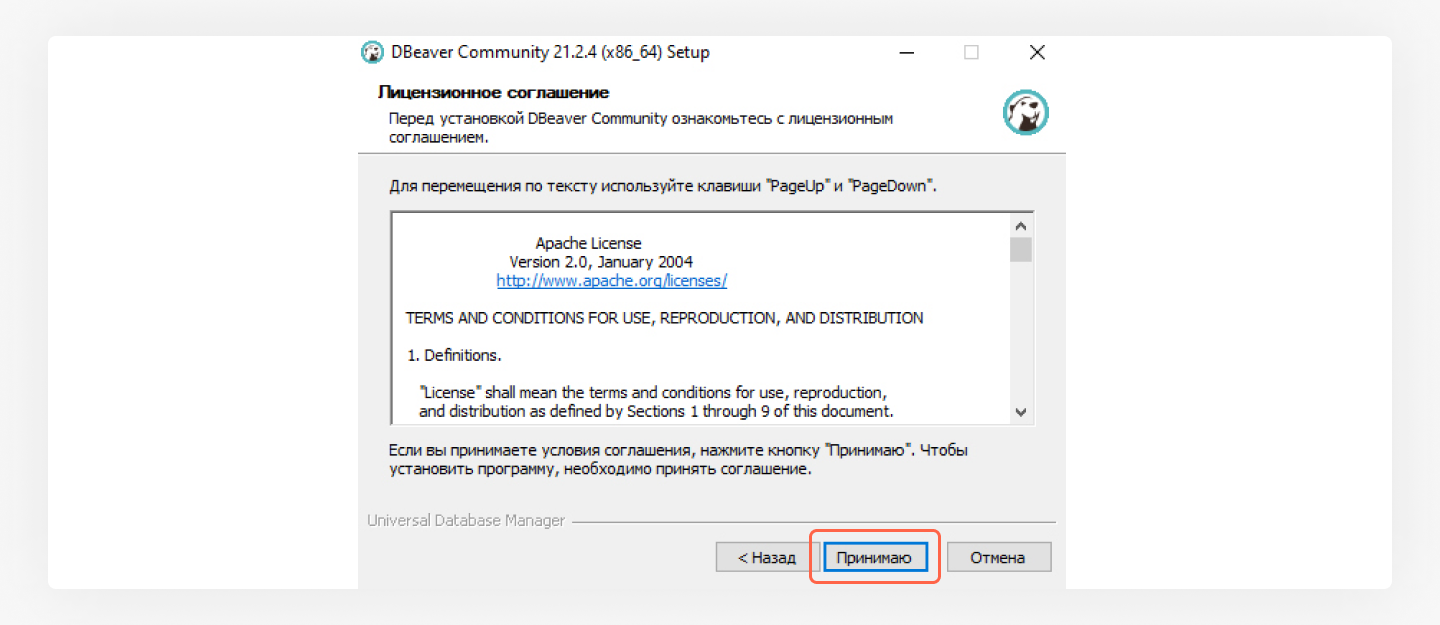 DBeaver Community 21.2.4 (x86_64) Setup
Лицензионное соглашение
Перед установкой DBeaver Community ознакомьтесь с лицензионным
соглашением.
Для перемещения по тексту используйте клавиши "PageUp" и "PageDown".
Apache License
Version 2.0, January 2004
http://www.apache.org/licenses/
TERMS AND CONDITIONS FOR USE, REPRODUCTION, AND DISTRIBUTION
1. Definitions.
"License" shall mean the terms and conditions for use, reproduction,
and distribution as defined by Sections 1 through 9 of this document.
Если вы принимаете условия соглашения, нажмите кнопку "Принимаю". Чтобы
установить программу, необходимо принять соглашение.
Universal Database Manager
< Назад Принимаю Отмена